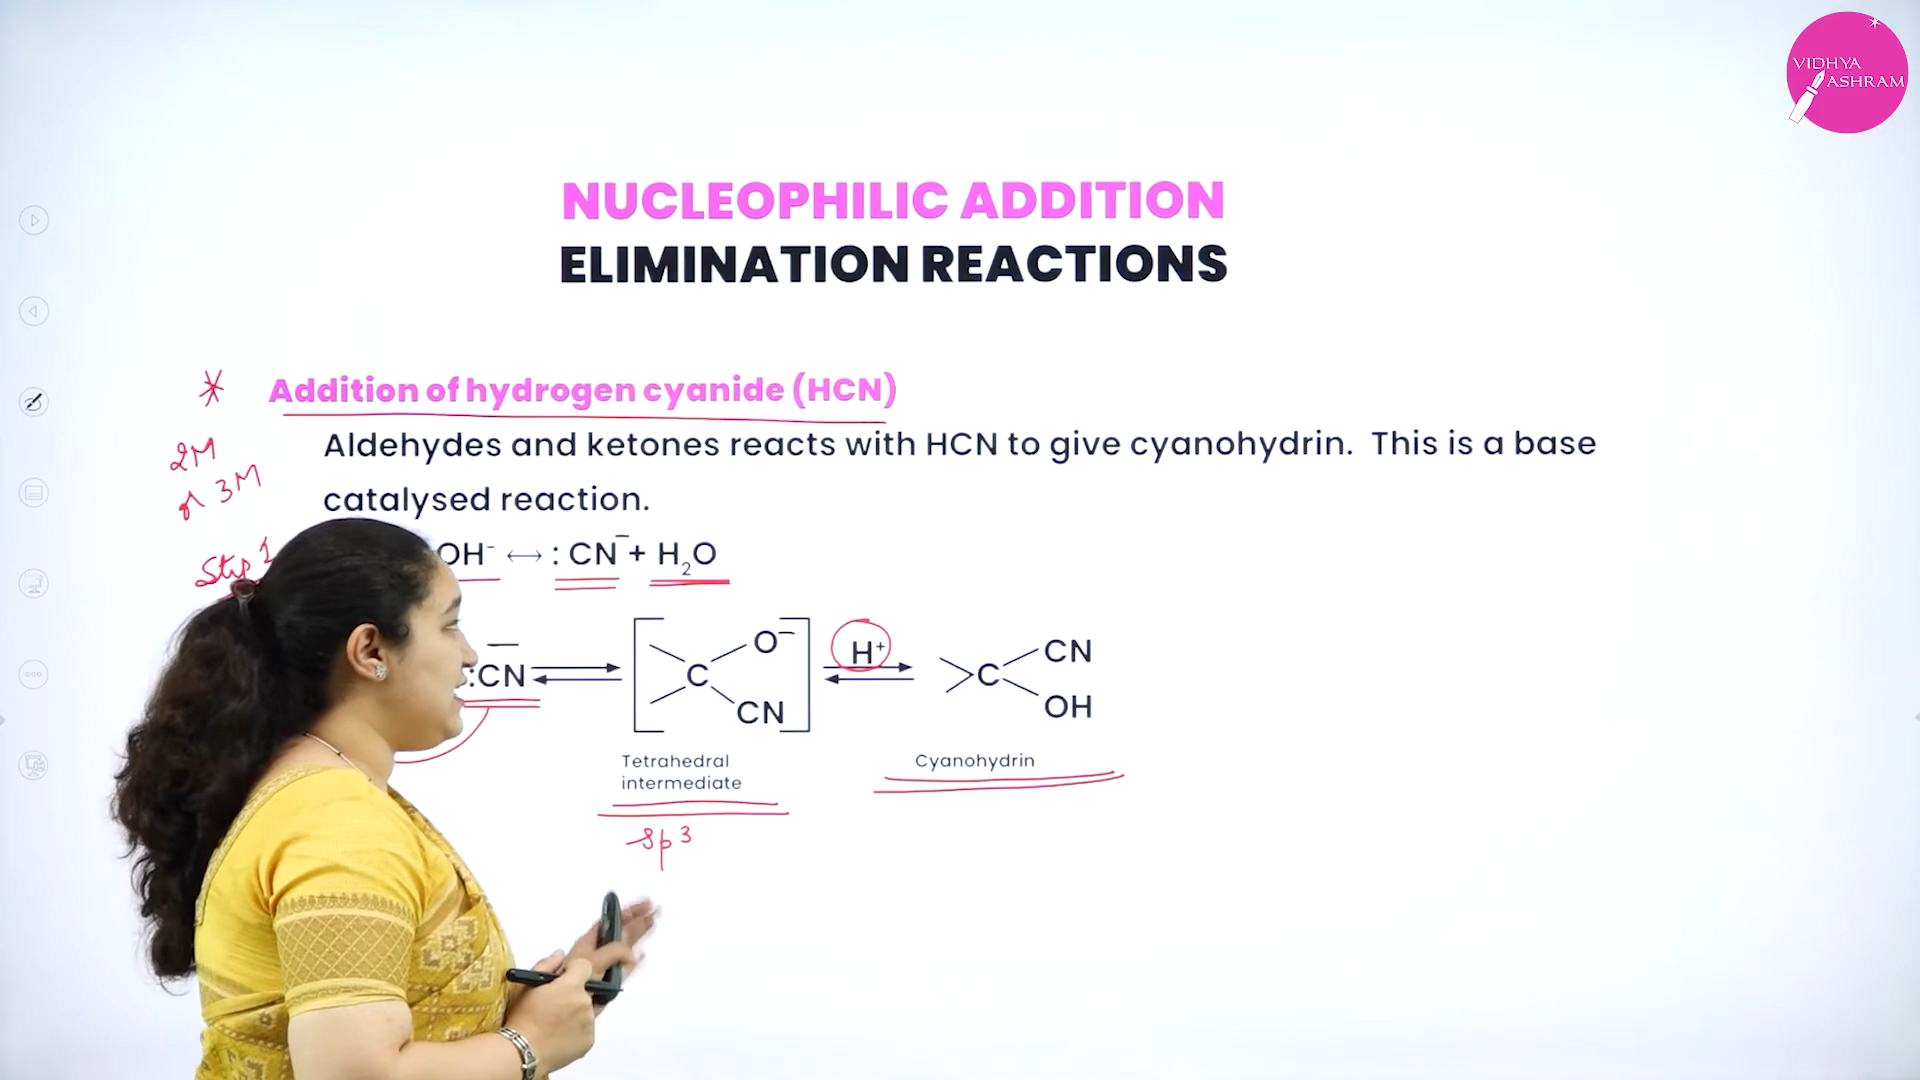 VIDHYA
ASHRAM
NUCLEOPHILIC ADDITION
ELIMINATION REACTIONS
* Addition of hydrogen cyanide (HCN)
Aldehydes and ketones reacts with HCN to give cyanohydrin. This is a base
2M
catalysed reaction.
3M
Step 1
OH⁻ ↔ : CN⁻ + H₂O
:CN⁻ ⇌ [ C O⁻ CN ] H⁺ ⇌ C CN OH
Tetrahedral
intermediate
Cyanohydrin
sp³